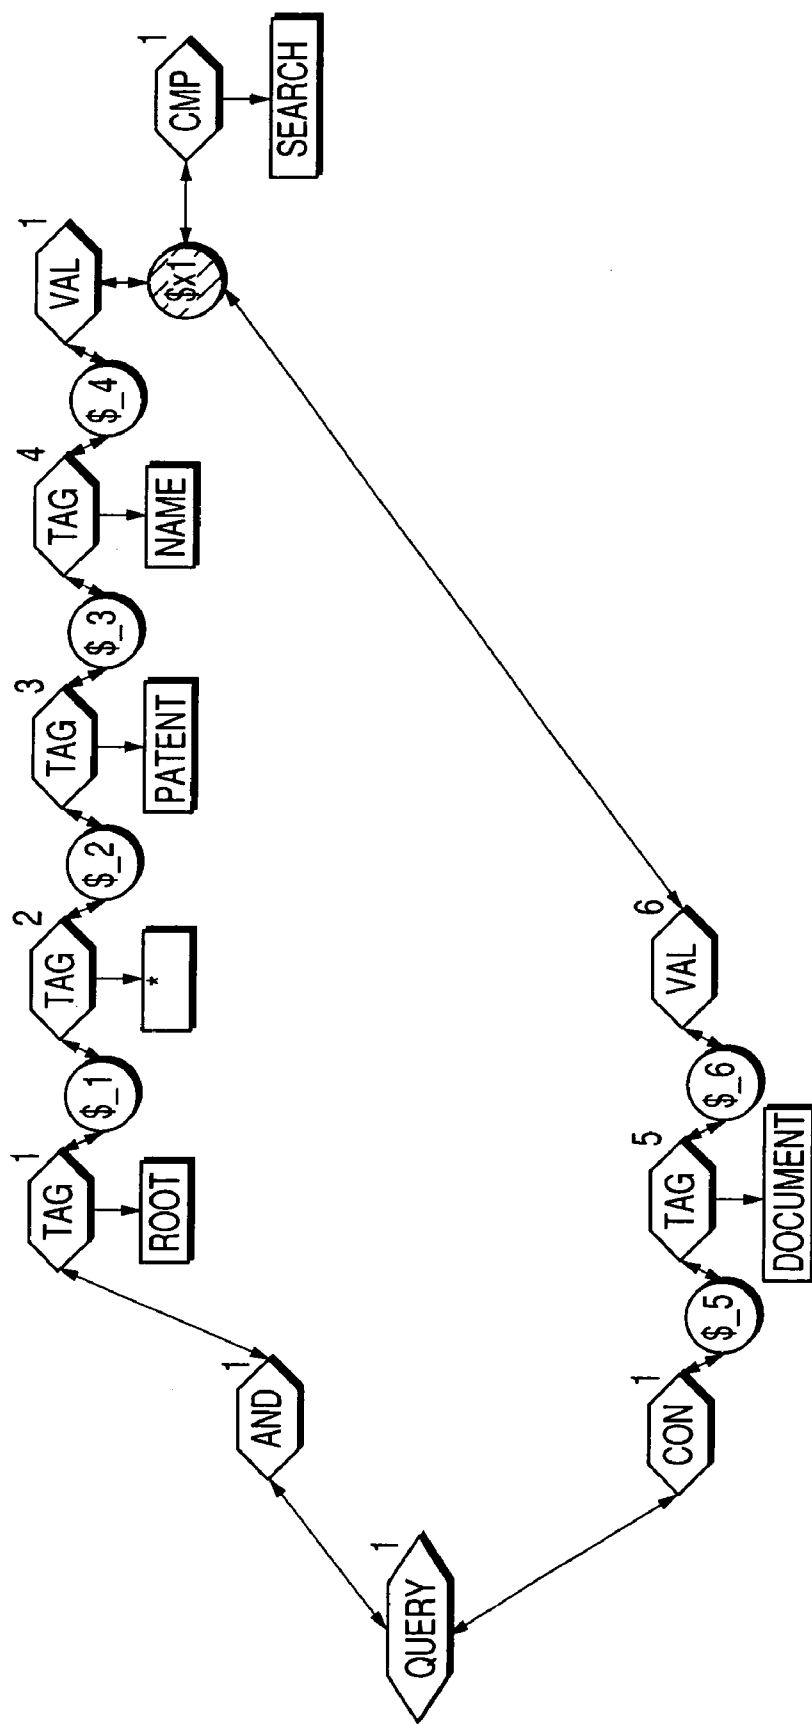 QUERY
1
AND
1
TAG
1
ROOT
$_1
TAG
2
*
$_2
TAG
3
PATENT
$_3
TAG
4
NAME
$_4
VAL
1
$x1
CMP
1
SEARCH
CON
1
$_5
TAG
5
DOCUMENT
$_6
VAL
6